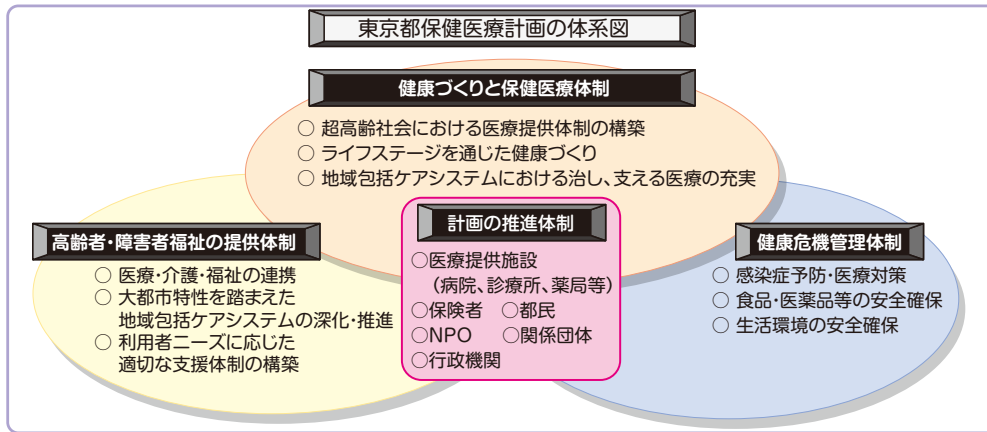 東京都保健医療計画の体系図
健康づくりと保健医療体制
○ 超高齢社会における医療提供体制の構築
○ ライフステージを通じた健康づくり
○ 地域包括ケアシステムにおける治し、支える医療の充実
高齢者・障害者福祉の提供体制
○ 医療・介護・福祉の連携
○ 大都市特性を踏まえた
地域包括ケアシステムの深化・推進
○ 利用者ニーズに応じた
適切な支援体制の構築
計画の推進体制
○医療提供施設
（病院、診療所、薬局等）
○保険者 ○都民
○NPO ○関係団体
○行政機関
健康危機管理体制
○ 感染症予防・医療対策
○ 食品・医薬品等の安全確保
○ 生活環境の安全確保